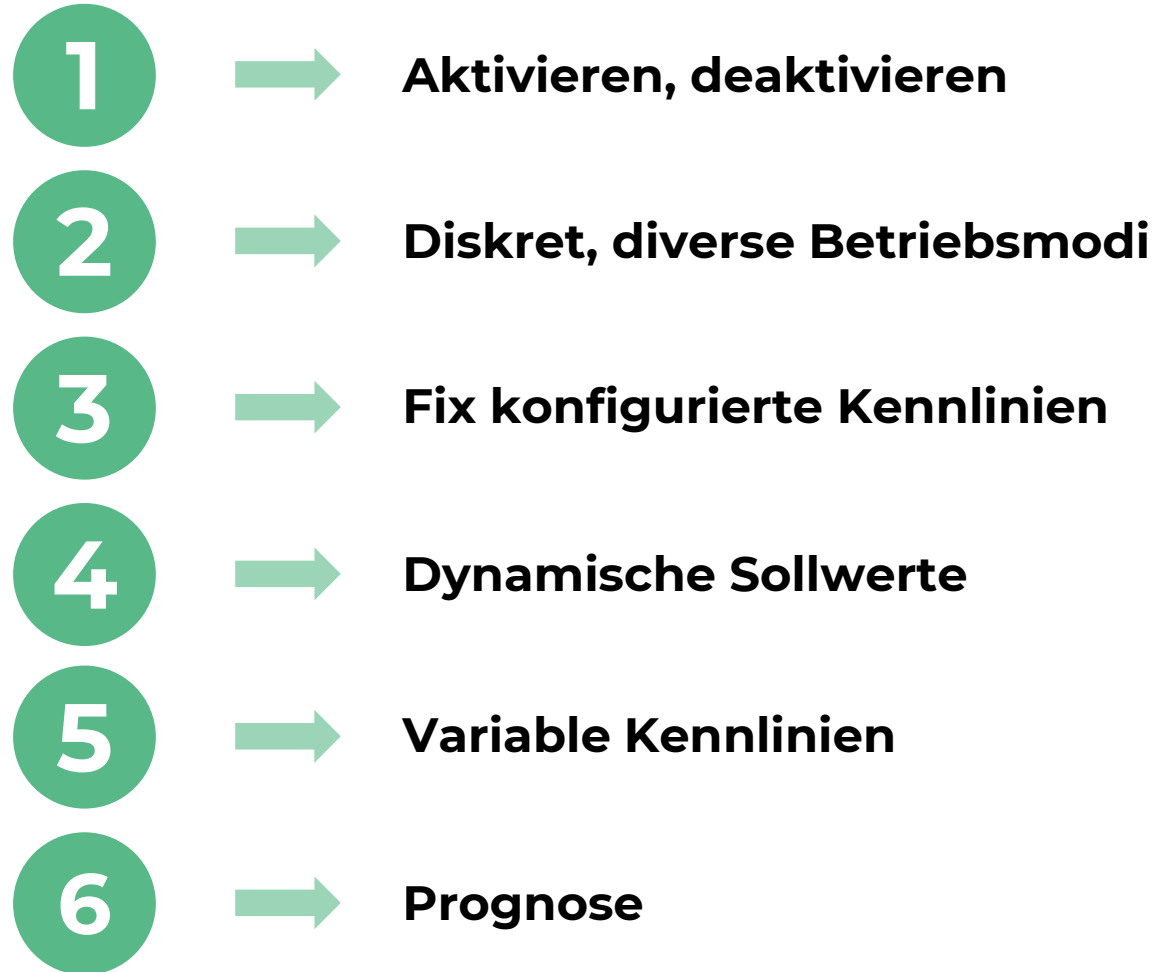 1 Aktivieren, deaktivieren
2 Diskret, diverse Betriebsmodi
3 Fix konfigurierte Kennlinien
4 Dynamische Sollwerte
5 Variable Kennlinien
6 Prognose